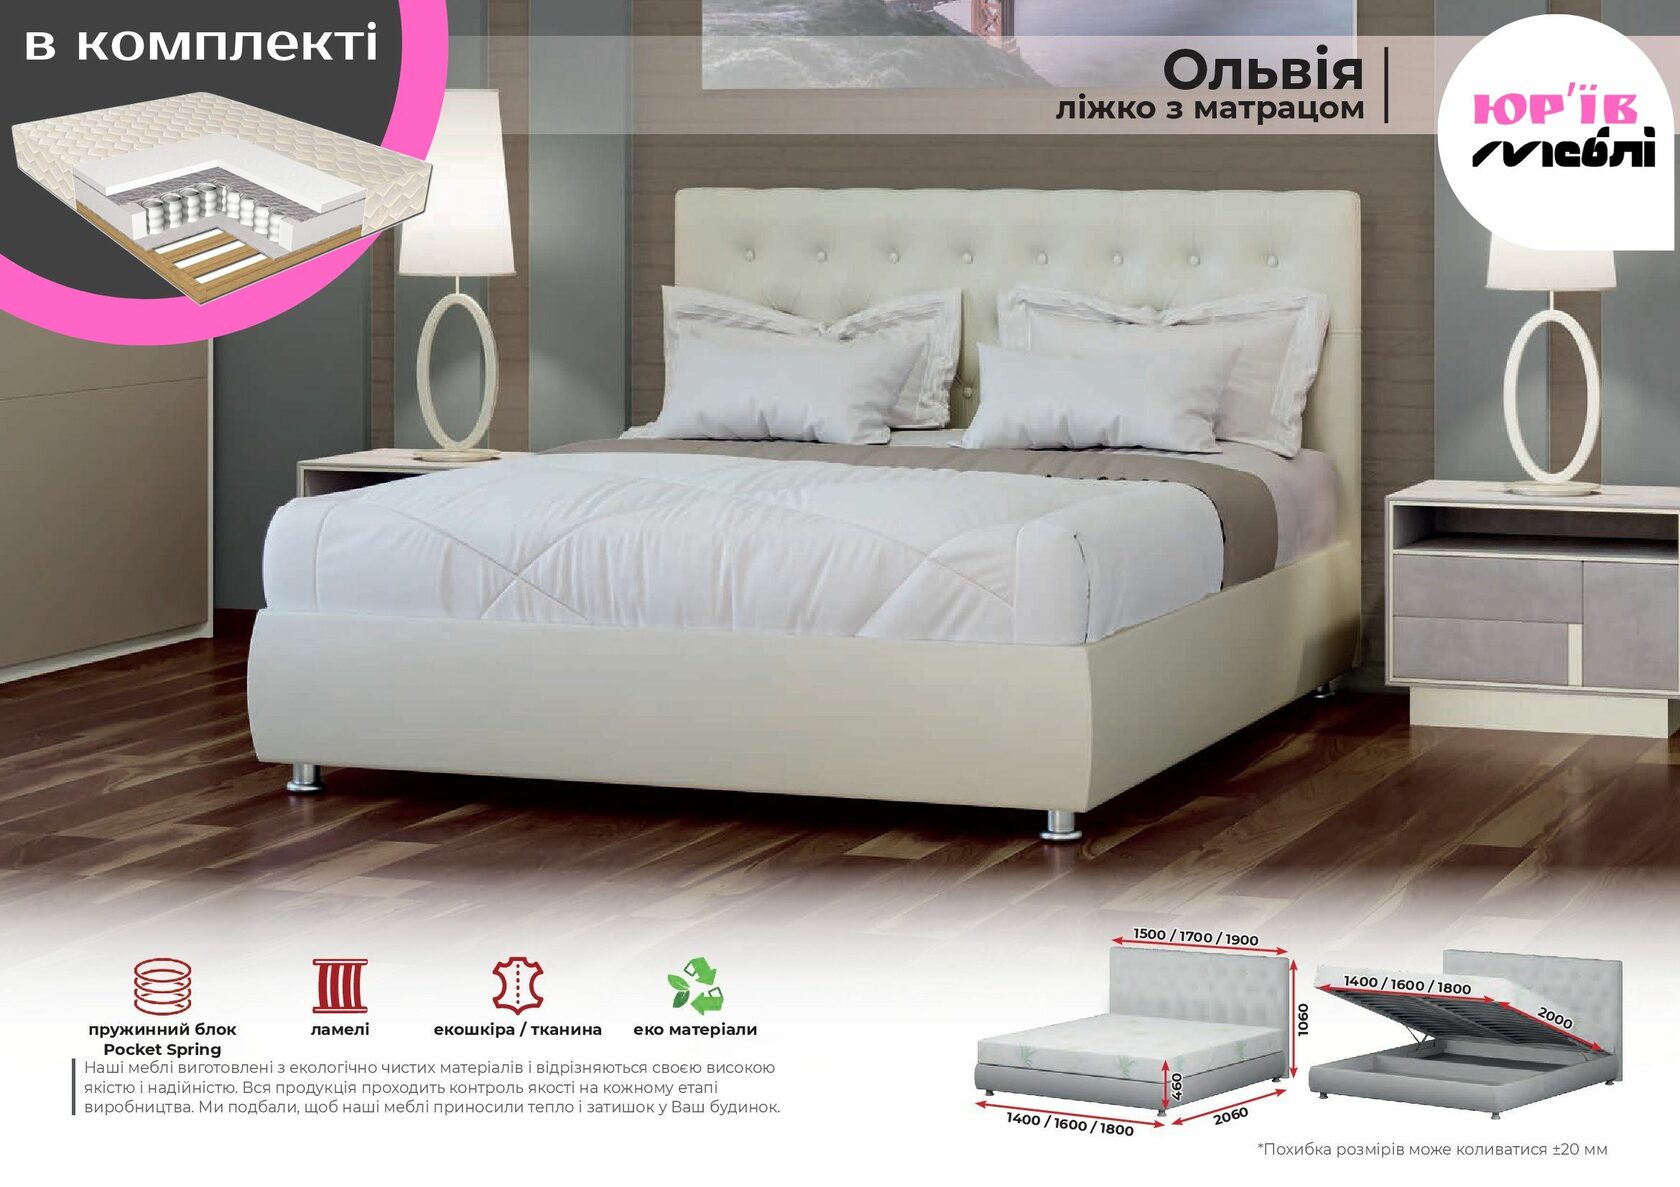 в комплекті
Ольвія
ліжко з матрацом
ЮР'ЇВ
меблі
пружинний блок
Pocket Spring
ламелі
екошкіра / тканина
еко матеріали
Наші меблі виготовлені з екологічно чистих матеріалів і відрізняються своєю високою
якістю і надійністю. Вся продукція проходить контроль якості на кожному етапі
виробництва. Ми подбали, щоб наші меблі приносили тепло і затишок у Ваш будинок.
1500 / 1700 / 1900
1060
460
2060
1400 / 1600 / 1800
1400 / 1600 / 1800
2000
*Похибка розмірів може коливатися ±20 мм